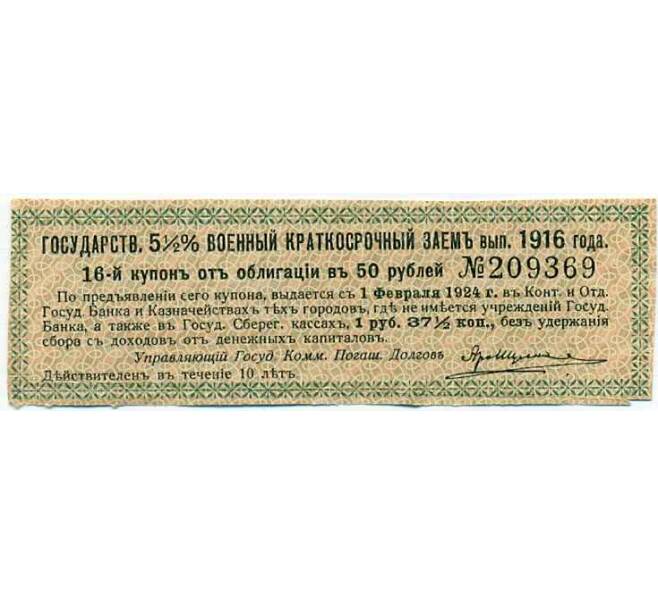 ГОСУДАРСТВ. 5½% ВОЕННЫЙ КРАТКОСРОЧНЫЙ ЗАЕМЪ вып. 1916 года.
16-й купонъ отъ облигаціи въ 50 рублей №209369
По предъявленіи сего купона, выдается съ 1 Февраля 1924 г. въ Конт. и Отд.
Госуд. Банка и Казначействахъ тѣхъ городовъ, гдѣ не имѣется учрежденій Госуд.
Банка, а также въ Госуд. Сберег. кассахъ, 1 руб. 37½ коп., безъ удержанія
сбора съ доходовъ отъ денежныхъ капиталовъ.
Управляющій Госуд. Комм. Погаш. Долговъ
Дѣйствителенъ въ теченіе 10 лѣтъ.